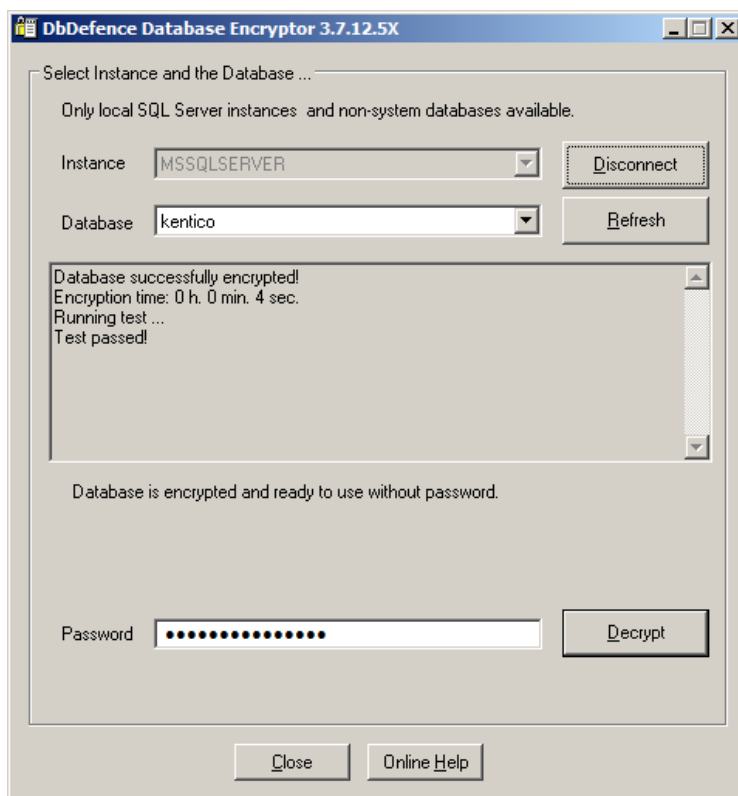 DbDefence Database Encryptor 3.7.12.5X
Select Instance and the Database ...
Only local SQL Server instances and non-system databases available.
Instance MSSQLSERVER Disconnect
Database kentico Refresh
Database successfully encrypted!
Encryption time: 0 h. 0 min. 4 sec.
Running test ...
Test passed!
Database is encrypted and ready to use without password.
Password ●●●●●●●●●●●●●●● Decrypt
Close Online Help